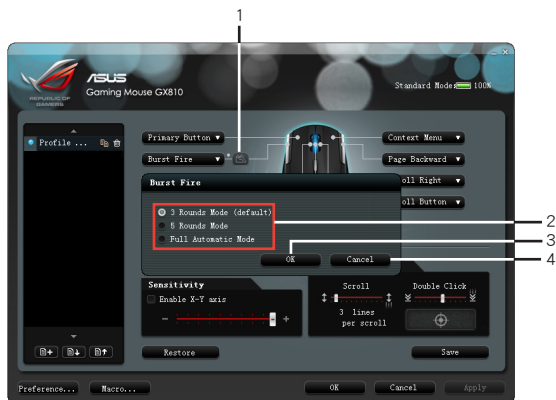 1
ASUS
Gaming Mouse GX810
REPUBLIC OF
GAMERS
Standard Mode 100%
Profile ...
Primary Button
Context Menu
Burst Fire
Page Backward
oll Right
oll Button
Burst Fire
3 Rounds Mode (default)
5 Rounds Mode
Full Automatic Mode
2
OK
3
Cancel
4
Sensitivity
Enable X-Y axis
- +
Scroll
Double Click
3 lines
per scroll
Restore
Save
Preference...
Macro...
OK
Cancel
Apply